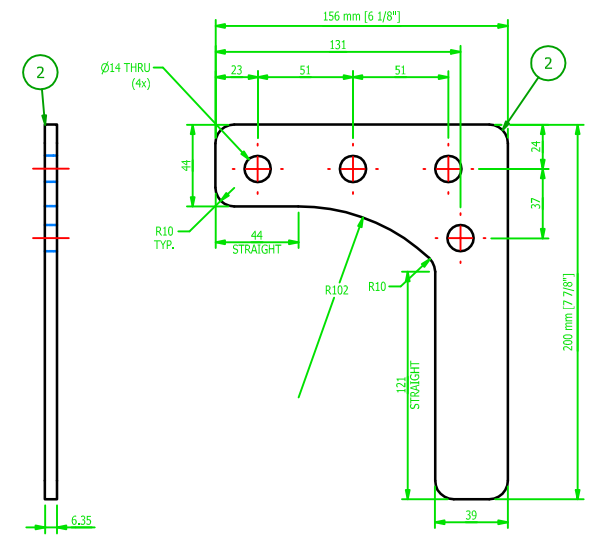 156 mm [6 1/8"]
131
23
51
51
Ø14 THRU
(4x)
2
2
44
24
37
R10
TYP.
44
STRAIGHT
R102
R10
200 mm [7 7/8"]
121
STRAIGHT
39
6.35